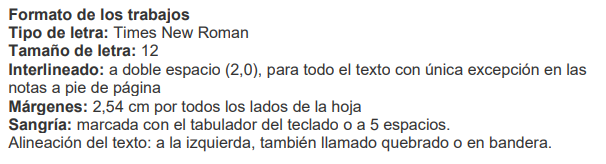 Formato de los trabajos
Tipo de letra: Times New Roman
Tamaño de letra: 12
Interlineado: a doble espacio (2,0), para todo el texto con única excepción en las
notas a pie de página
Márgenes: 2,54 cm por todos los lados de la hoja
Sangría: marcada con el tabulador del teclado o a 5 espacios.
Alineación del texto: a la izquierda, también llamado quebrado o en bandera.